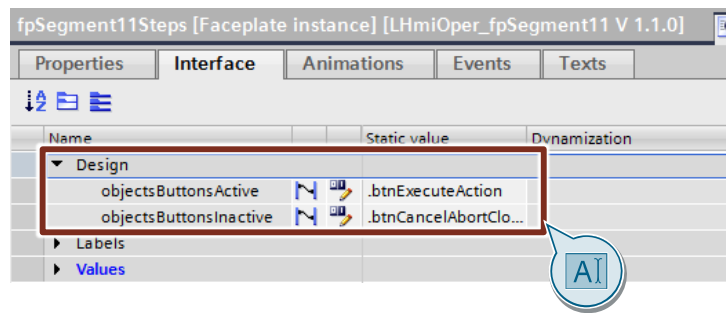 fpSegment11Steps [Faceplate instance] [LHmiOper_fpSegment11 V 1.1.0]
Properties Interface Animations Events Texts
Name Static value Dynamization
Design
objectsButtonsActive .btnExecuteAction
objectsButtonsInactive .btnCancelAbortClo...
Labels
Values
A